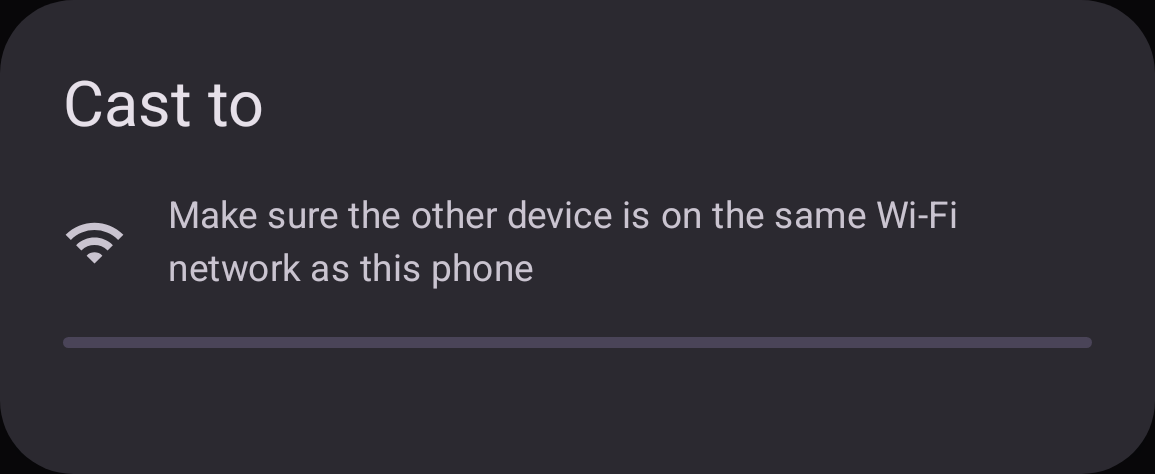 Cast to
Make sure the other device is on the same Wi-Fi
network as this phone